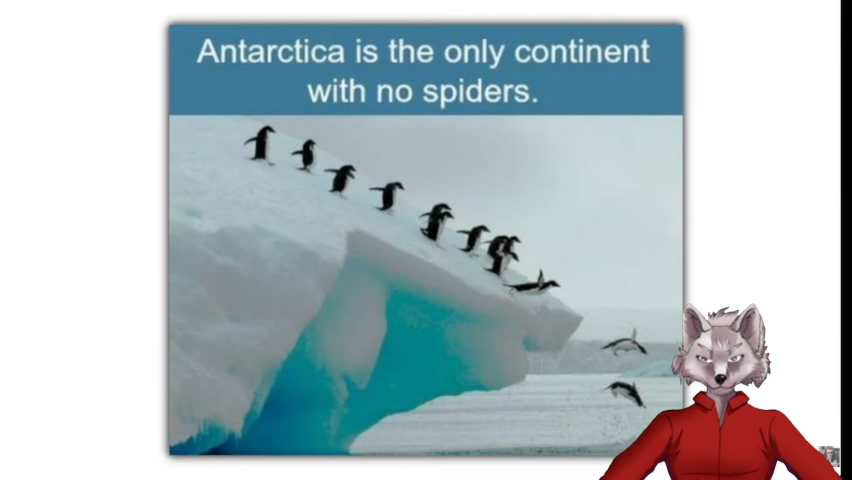 Antarctica is the only continent
with no spiders.